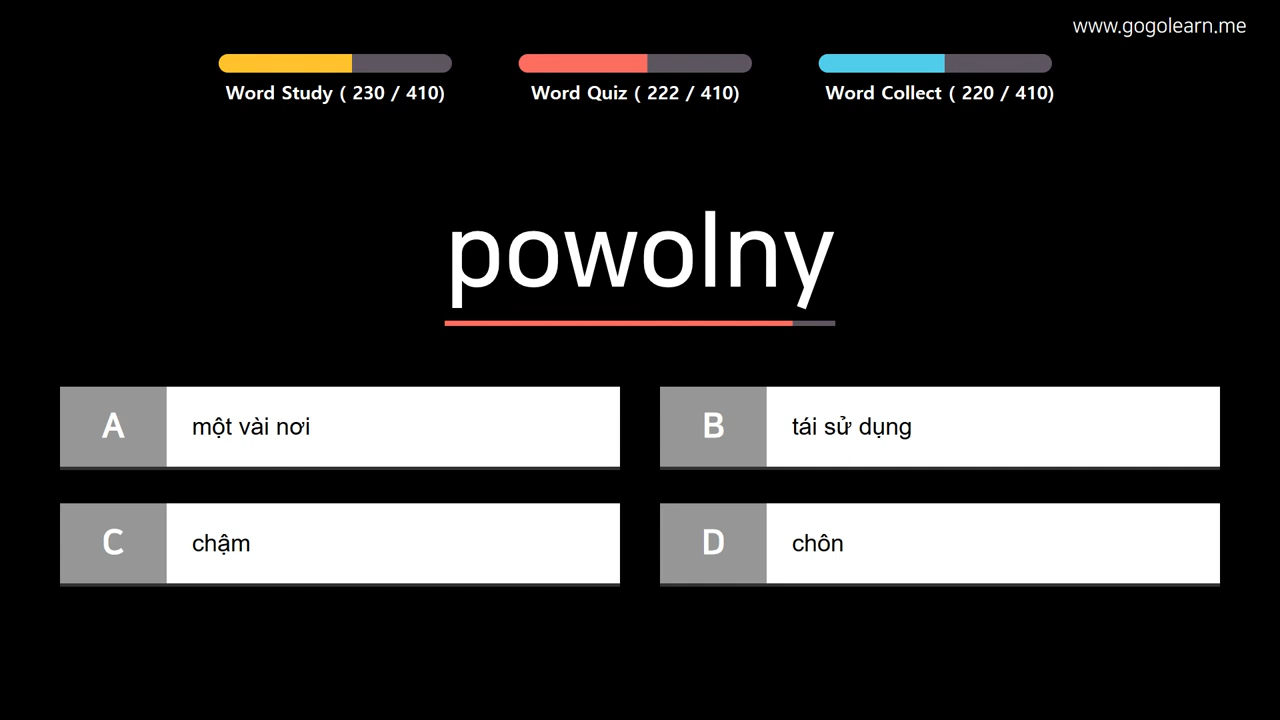 www.gogolearn.me
Word Study ( 230 / 410)
Word Quiz ( 222 / 410)
Word Collect ( 220 / 410)
powolny
A
một vài nơi
B
tái sử dụng
C
chậm
D
chôn